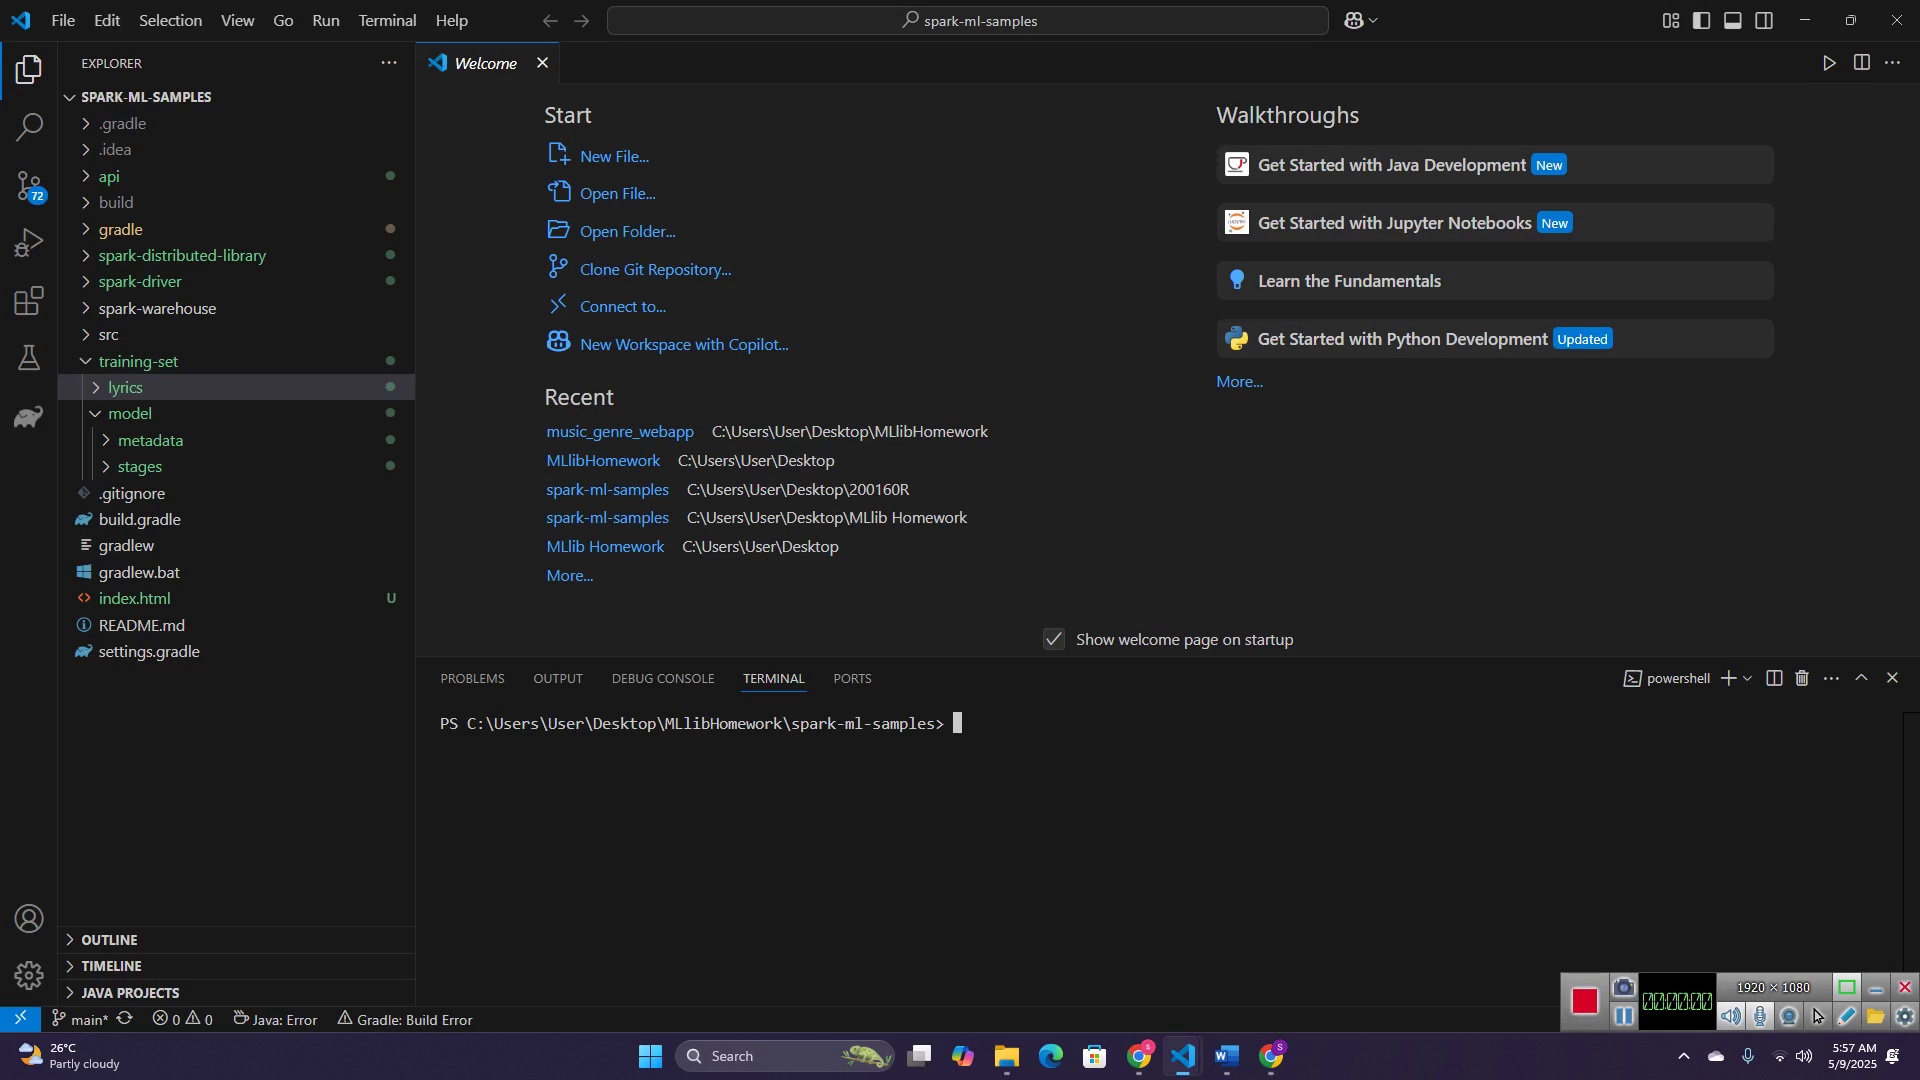 File Edit Selection View Go Run Terminal Help
spark-ml-samples
EXPLORER
SPARK-ML-SAMPLES
.gradle
.idea
api
build
gradle
spark-distributed-library
spark-driver
spark-warehouse
src
training-set
lyrics
model
metadata
stages
.gitignore
build.gradle
gradlew
gradlew.bat
index.html U
README.md
settings.gradle
OUTLINE
TIMELINE
JAVA PROJECTS
72
Welcome
Start
New File...
Open File...
Open Folder...
Clone Git Repository...
Connect to...
New Workspace with Copilot...
Recent
music_genre_webapp C:\Users\User\Desktop\MLlibHomework
MLlibHomework C:\Users\User\Desktop
spark-ml-samples C:\Users\User\Desktop\200160R
spark-ml-samples C:\Users\User\Desktop\MLlib Homework
MLlib Homework C:\Users\User\Desktop
More...
Walkthroughs
Get Started with Java Development New
Get Started with Jupyter Notebooks New
Learn the Fundamentals
Get Started with Python Development Updated
More...
Show welcome page on startup
PROBLEMS OUTPUT DEBUG CONSOLE TERMINAL PORTS
powershell
PS C:\Users\User\Desktop\MLlibHomework\spark-ml-samples>
1920 × 1080
main* 0 0 Java: Error Gradle: Build Error
26°C
Partly cloudy
Search
5:57 AM
5/9/2025